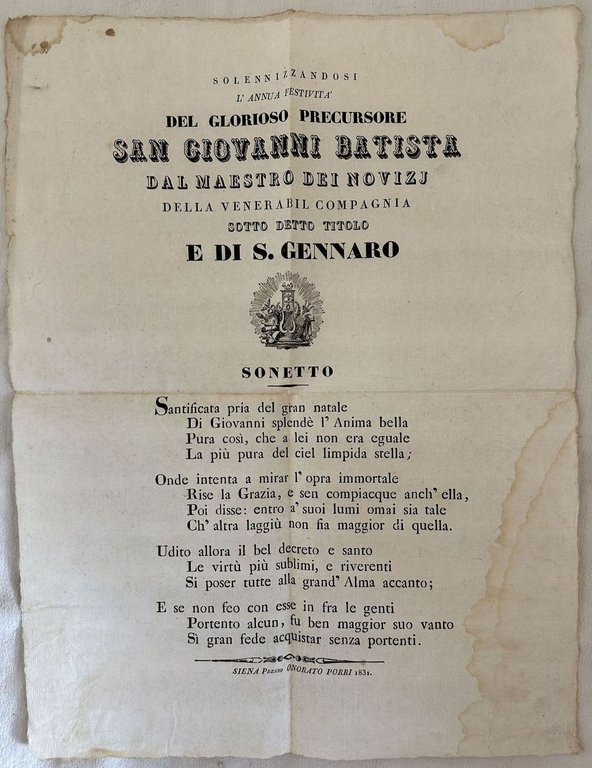 SOLENNIZZANDOSI
L' ANNUA FESTIVITA'
DEL GLORIOSO PRECURSORE
SAN GIOVANNI BATISTA
DAL MAESTRO DEI NOVIZJ
DELLA VENERABIL COMPAGNIA
SOTTO DETTO TITOLO
E DI S. GENNARO
SONETTO
Santificata pria del gran natale
Di Giovanni splendè l' Anima bella
Pura così, che a lei non era eguale
La più pura del ciel limpida stella;
Onde intenta a mirar l' opra immortale
Rise la Grazia, e sen compiacque anch' ella,
Poi disse: entro a' suoi lumi omai sia tale
Ch' altra laggiù non fia maggior di quella.
Udito allora il bel decreto e santo
Le virtù più sublimi, e riverenti
Si poser tutte alla grand' Alma accanto;
E se non feo con esse in fra le genti
Portento alcun, fu ben maggior suo vanto
Sì gran fede acquistar senza portenti.
SIENA Presso ONORATO PORRI 1831.